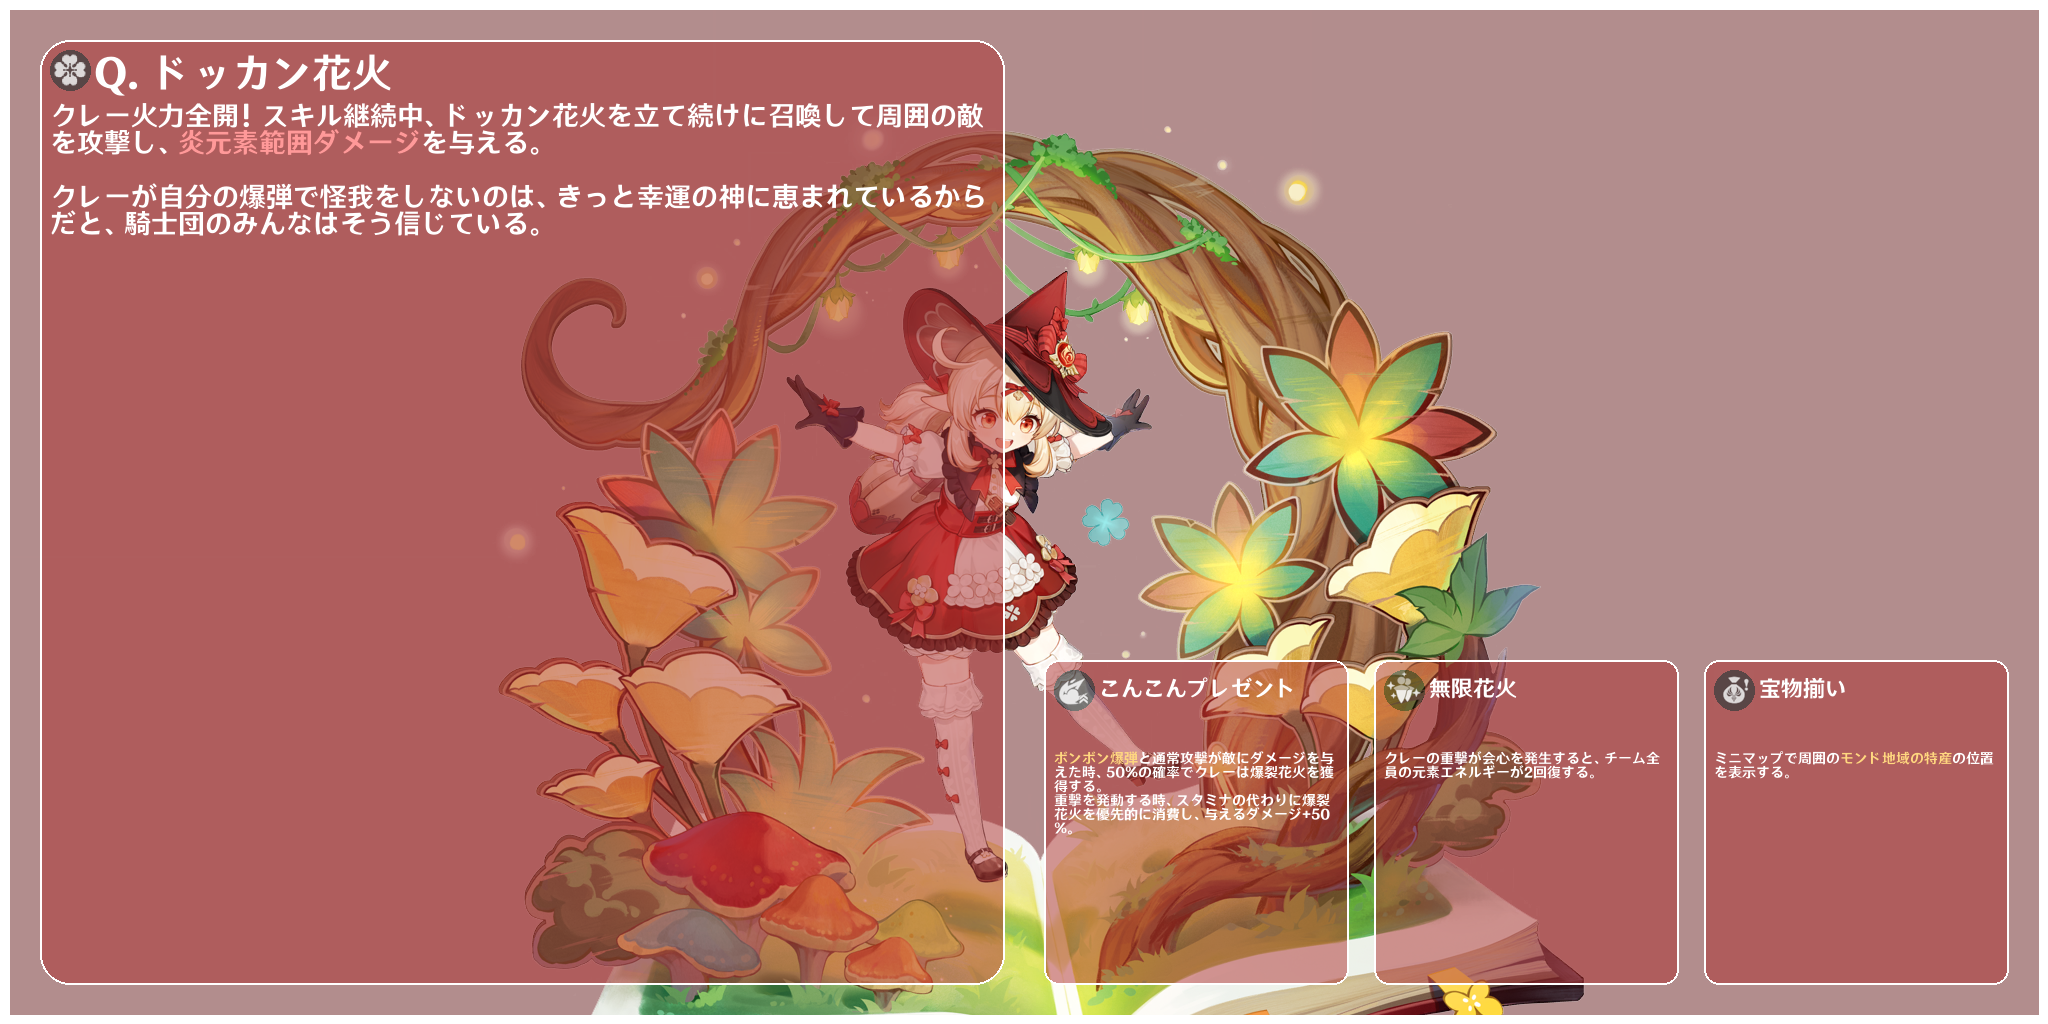 Q. ドッカン花火
クレー火力全開！スキル継続中、ドッカン花火を立て続けに召喚して周囲の敵
を攻撃し、炎元素範囲ダメージを与える。
クレーが自分の爆弾で怪我をしないのは、きっと幸運の神に恵まれているから
だと、騎士団のみんなはそう信じている。
こんこんプレゼント
ボンボン爆弾と通常攻撃が敵にダメージを与
えた時、50%の確率でクレーは爆裂花火を獲
得する。
重撃を発動する時、スタミナの代わりに爆裂
花火を優先的に消費し、与えるダメージ+50
%。
無限花火
クレーの重撃が会心を発生すると、チーム全
員の元素エネルギーが2回復する。
宝物揃い
ミニマップで周囲のモンド地域の特産の位置
を表示する。